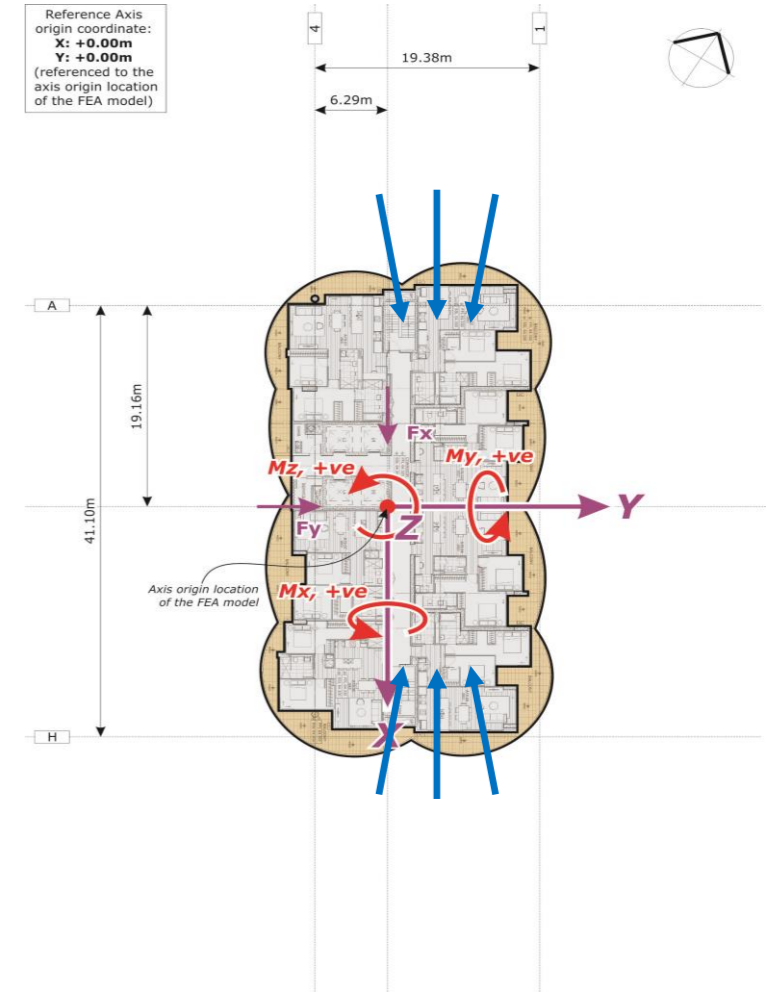 Reference Axis
origin coordinate:
X: +0.00m
Y: +0.00m
(referenced to the
axis origin location
of the FEA model)
4
1
19.38m
6.29m
A
19.16m
41.10m
Fx
Mz, +ve
My, +ve
Y
Fy
Z
Axis origin location
of the FEA model
Mx, +ve
X
H